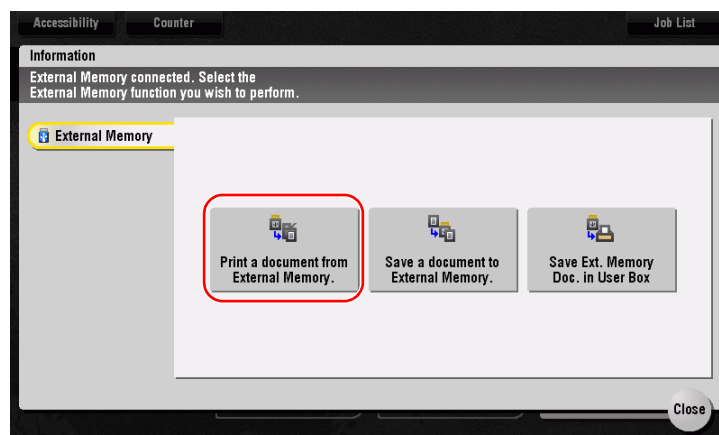 Accessibility Counter Job List
Information
External Memory connected. Select the
External Memory function you wish to perform.
External Memory
Print a document from
External Memory.
Save a document to
External Memory.
Save Ext. Memory
Doc. in User Box
Close